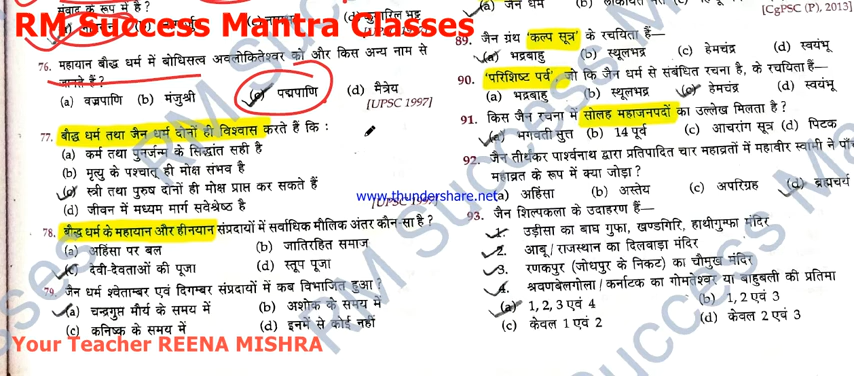 संवाद के रूप में है ?
RM Success Mantra Classes
76. महायान बौद्ध धर्म में बोधिसत्व अवलोकितेश्वर को और किस अन्य नाम से
जानते हैं ?
(a) वज्रपाणि (b) मंजुश्री (c) पद्मपाणि (d) मैत्रेय
[UPSC 1997]
77. बौद्ध धर्म तथा जैन धर्म दोनों ही विश्वास करते हैं कि :
(a) कर्म तथा पुनर्जन्म के सिद्धांत सही है
(b) मृत्यु के पश्चात् ही मोक्ष संभव है
(c) स्त्री तथा पुरुष दोनों ही मोक्ष प्राप्त कर सकते हैं
(d) जीवन में मध्यम मार्ग सर्वश्रेष्ठ है
[UPSC 1997]
78. बौद्ध धर्म के महायान और हीनयान संप्रदायों में सर्वाधिक मौलिक अंतर कौन-सा है ?
(a) अहिंसा पर बल (b) जातिरहित समाज
(c) देवी-देवताओं की पूजा (d) स्तूप पूजा
79. जैन धर्म श्वेताम्बर एवं दिगम्बर संप्रदायों में कब विभाजित हुआ ?
(a) चन्द्रगुप्त मौर्य के समय में (b) अशोक के समय में
(c) कनिष्क के समय में (d) इनमें से कोई नहीं
Your Teacher REENA MISHRA
(a) जैन धर्म (b)
[CgPSC (P), 2013]
89. जैन ग्रंथ 'कल्प सूत्र' के रचयिता हैं—
(a) भद्रबाहु (b) स्थूलभद्र (c) हेमचंद्र (d) स्वयंभू
90. 'परिशिष्ट पर्व', जो कि जैन धर्म से संबंधित रचना है, के रचयिता हैं—
(a) भद्रबाहु (b) स्थूलभद्र (c) हेमचंद्र (d) स्वयंभू
91. किस जैन रचना में सोलह महाजनपदों का उल्लेख मिलता है ?
(a) भगवती सुत्त (b) 14 पूर्व (c) आचरांग सूत्र (d) पिटक
92. जैन तीर्थंकर पार्श्वनाथ द्वारा प्रतिपादित चार महाव्रतों में महावीर स्वामी ने
महाव्रत के रूप में क्या जोड़ा ?
(a) अहिंसा (b) अस्तेय (c) अपरिग्रह (d) ब्रह्मचर्य
93. जैन शिल्पकला के उदाहरण हैं—
1. उड़ीसा का बाघ गुफा, खण्डगिरि, हाथीगुम्फा मंदिर
2. आबू/राजस्थान का दिलवाड़ा मंदिर
3. रणकपुर (जोधपुर के निकट) का चौमुख मंदिर
4. श्रवणबेलगोला/कर्नाटक का गोमतेश्वर या बाहुबली की प्रतिमा
(a) 1, 2, 3 एवं 4 (b) 1, 2 एवं 3
(c) केवल 1 एवं 2 (d) केवल 2 एवं 3
www.thundershare.net
RM Success Mantra Classes